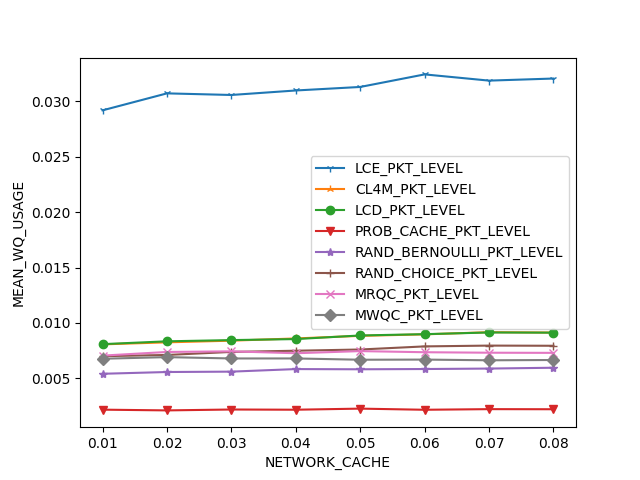 0.030
0.025
0.020
0.015
0.010
0.005
MEAN_WQ_USAGE
LCE_PKT_LEVEL
CL4M_PKT_LEVEL
LCD_PKT_LEVEL
PROB_CACHE_PKT_LEVEL
RAND_BERNOULLI_PKT_LEVEL
RAND_CHOICE_PKT_LEVEL
MRQC_PKT_LEVEL
MWQC_PKT_LEVEL
0.01 0.02 0.03 0.04 0.05 0.06 0.07 0.08
NETWORK_CACHE